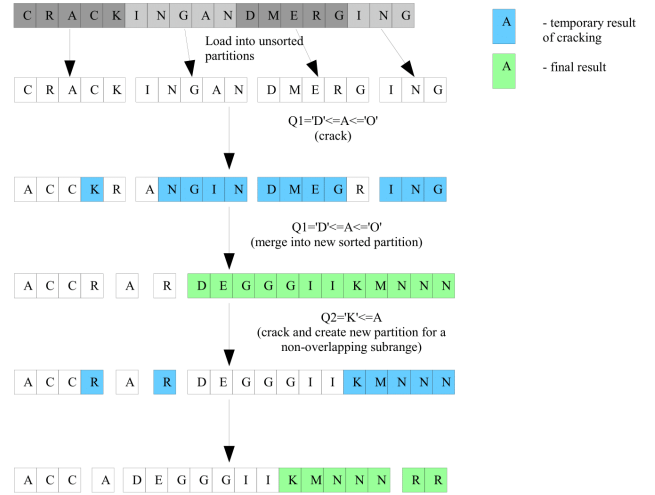 C R A C K I N G A N D M E R G I N G
A - temporary result
of cracking
Load into unsorted
partitions
A - final result
C R A C K I N G A N D M E R G I N G
Q1='D'<=A<='O'
(crack)
A C C K R A N G I N D M E G R I N G
Q1='D'<=A<='O'
(merge into new sorted partition)
A C C R A R D E G G G I I K M N N N
Q2='K'<=A
(crack and create new partition for a
non-overlapping subrange)
A C C R A R D E G G G I I K M N N N
A C C A D E G G G I I K M N N N R R